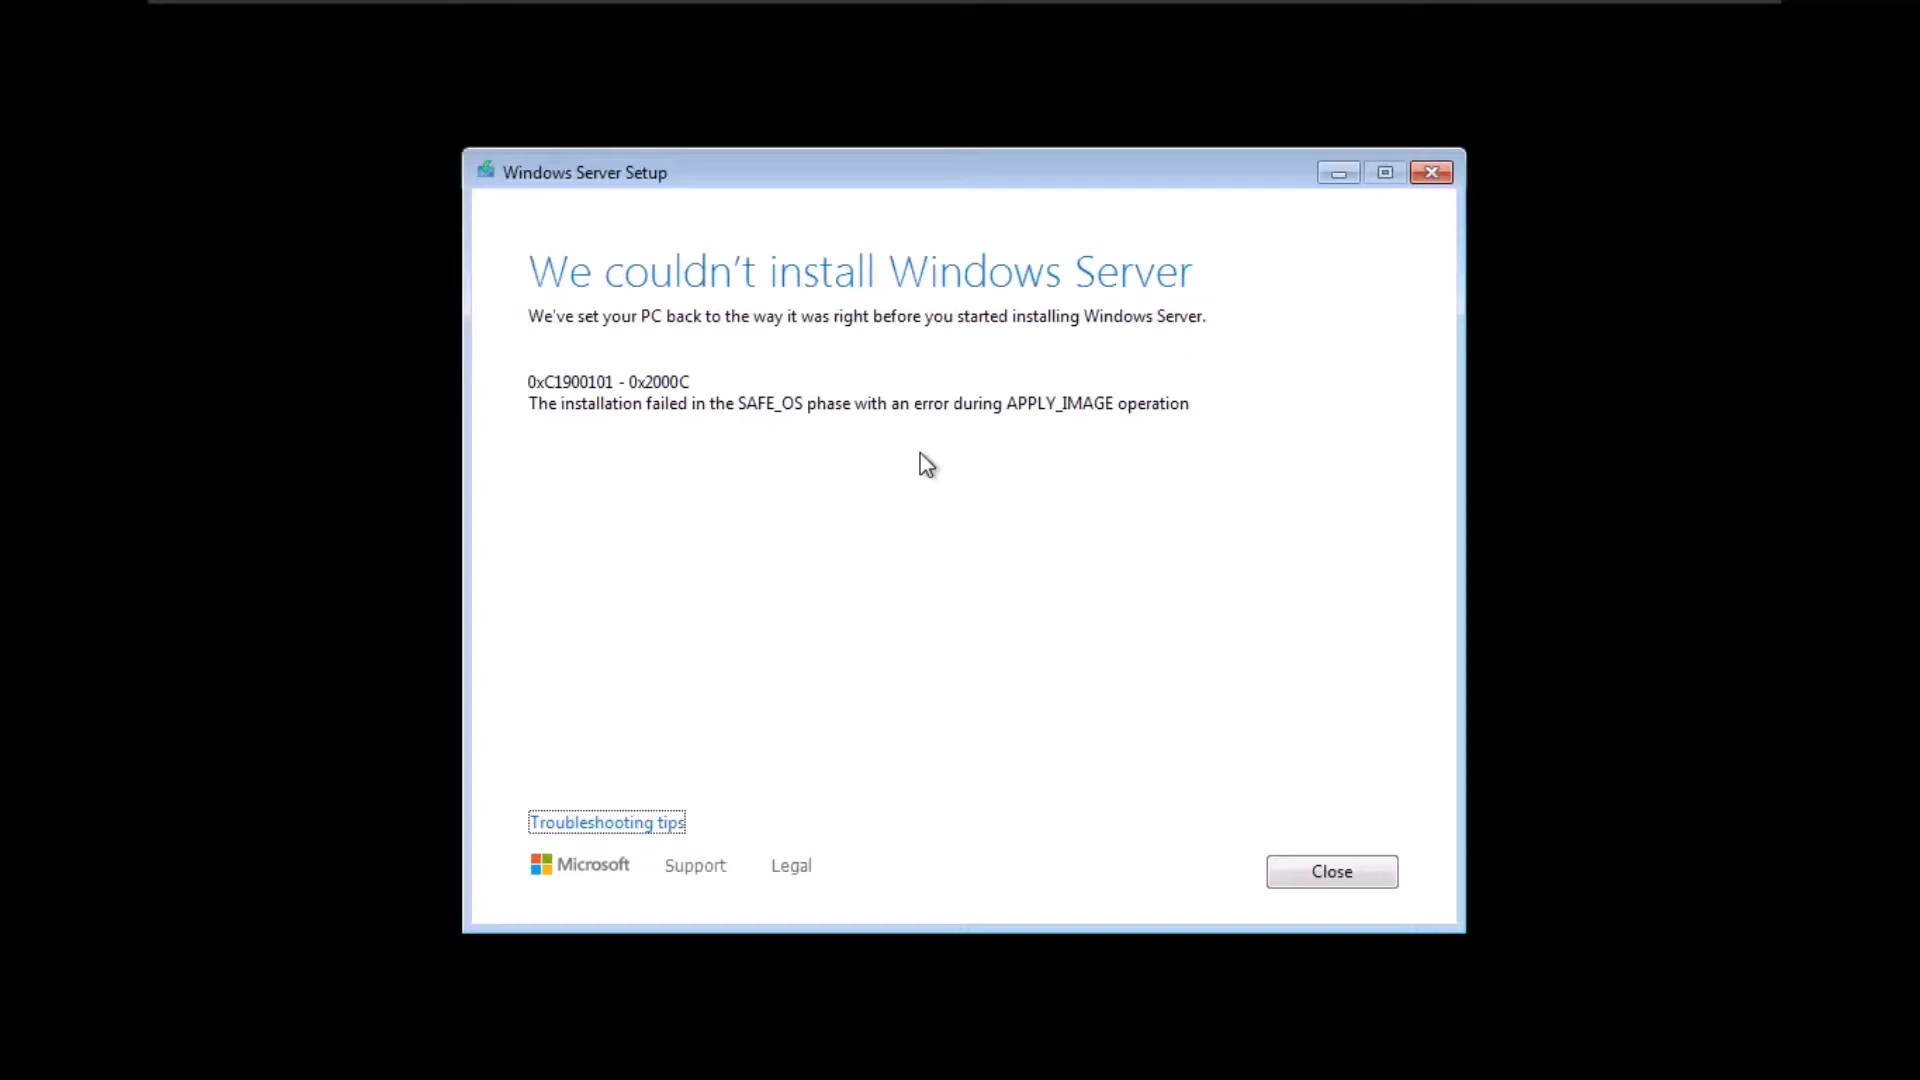 Windows Server Setup
We couldn't install Windows Server
We've set your PC back to the way it was right before you started installing Windows Server.
0xC1900101 - 0x2000C
The installation failed in the SAFE_OS phase with an error during APPLY_IMAGE operation
Troubleshooting tips
Microsoft Support Legal
Close